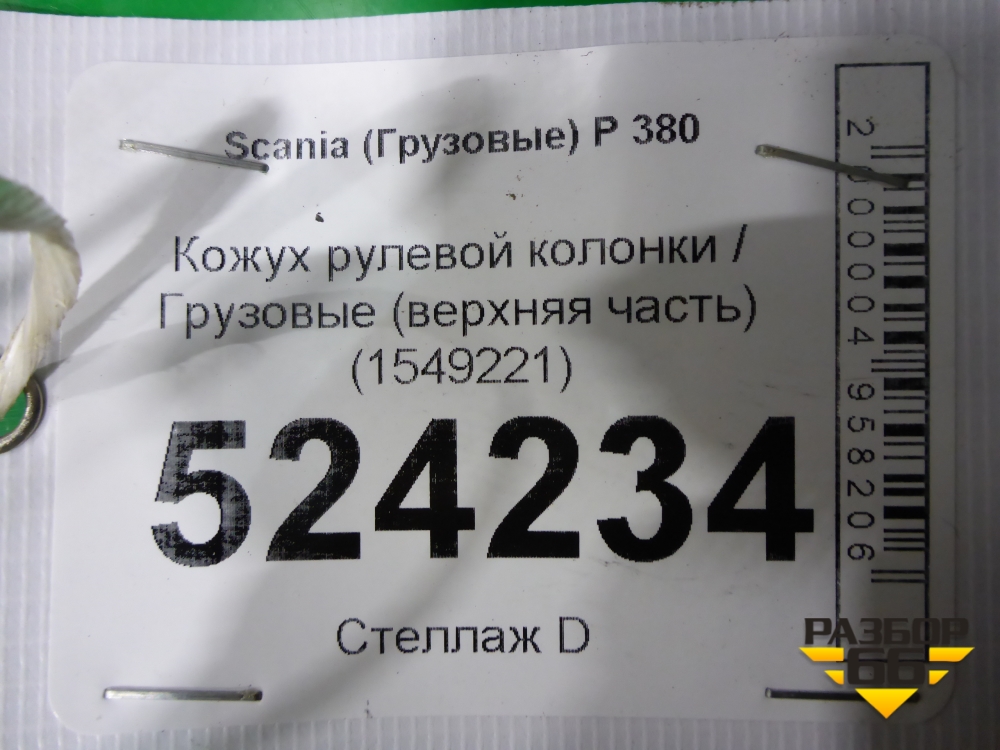 Scania (Грузовые) P 380
Кожух рулевой колонки /
Грузовые (верхняя часть)
(1549221)
524234
Стеллаж D
2000004958206
РАЗБОР
66